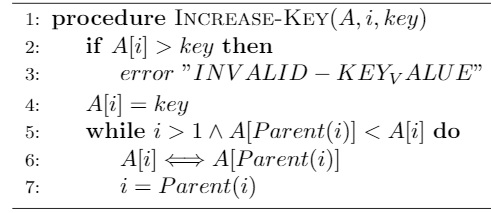 1: procedure INCREASE-KEY(A, i, key)
2: if A[i] > key then
3: error "INVALID − KEY_VALUE"
4: A[i] = key
5: while i > 1 ∧ A[Parent(i)] < A[i] do
6: A[i] ⟺ A[Parent(i)]
7: i = Parent(i)